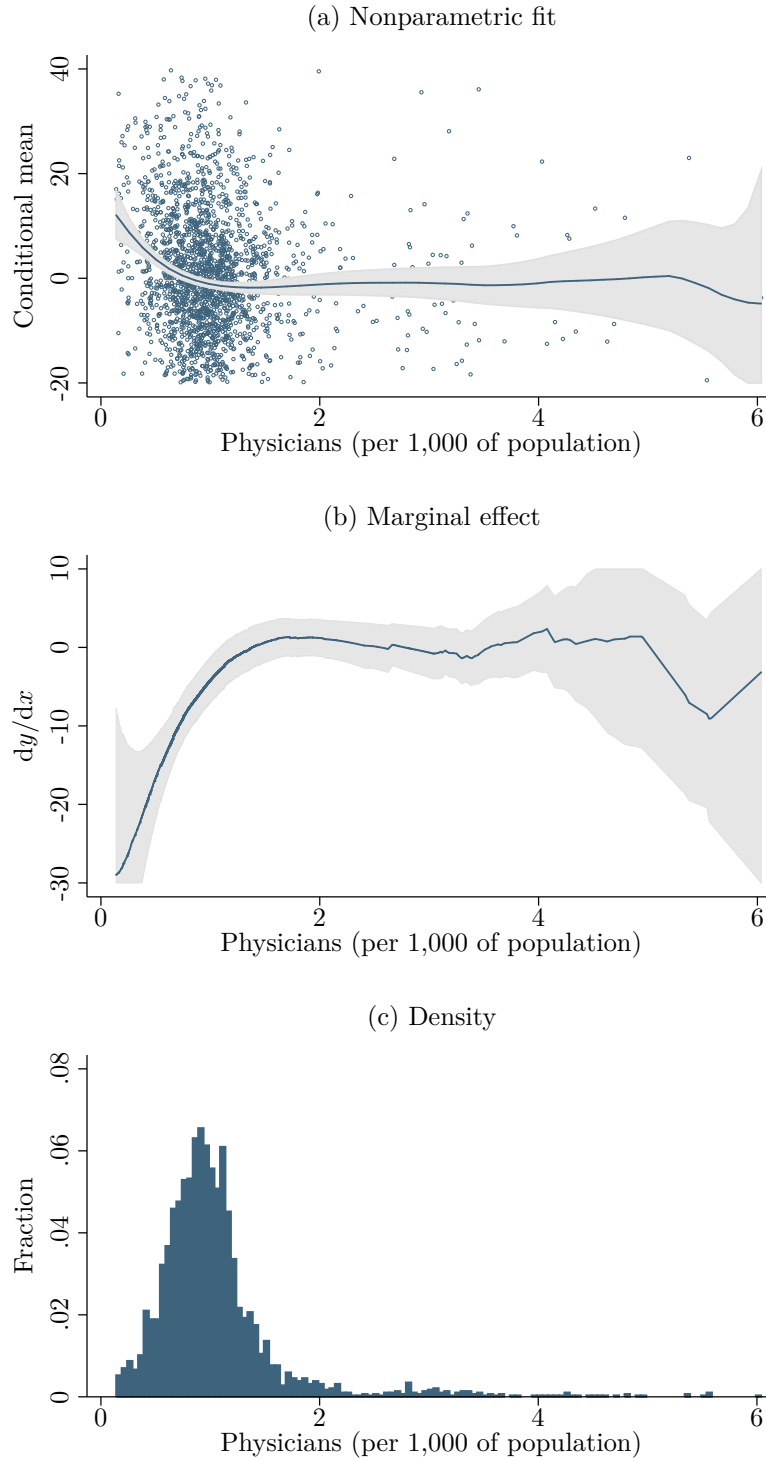 (a) Nonparametric fit
Conditional mean
40
20
0
-20
0 2 4 6
Physicians (per 1,000 of population)
(b) Marginal effect
dy/dx
10
0
-10
-20
-30
0 2 4 6
Physicians (per 1,000 of population)
(c) Density
Fraction
.08
.06
.04
.02
0
0 2 4 6
Physicians (per 1,000 of population)